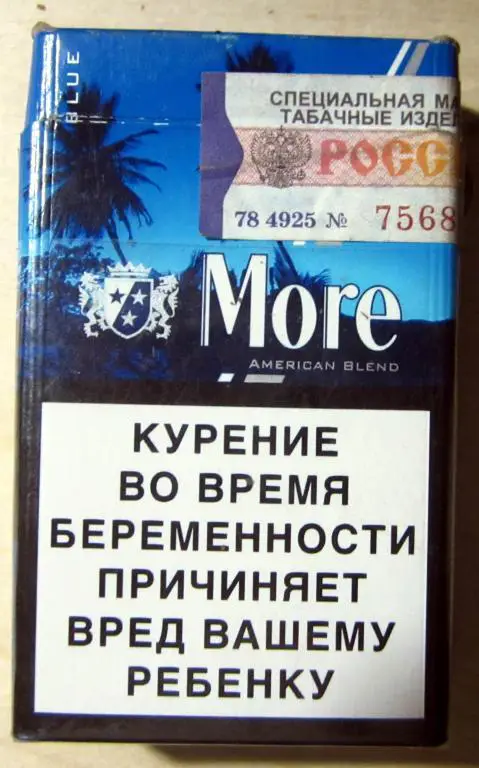 BLUE
СПЕЦИАЛЬНАЯ
ТАБАЧНЫЕ
78 4925 №
More
AMERICAN BLEND
КУРЕНИЕ
ВО ВРЕМЯ
БЕРЕМЕННОСТИ
ПРИЧИНЯЕТ
ВРЕД ВАШЕМУ
РЕБЕНКУ